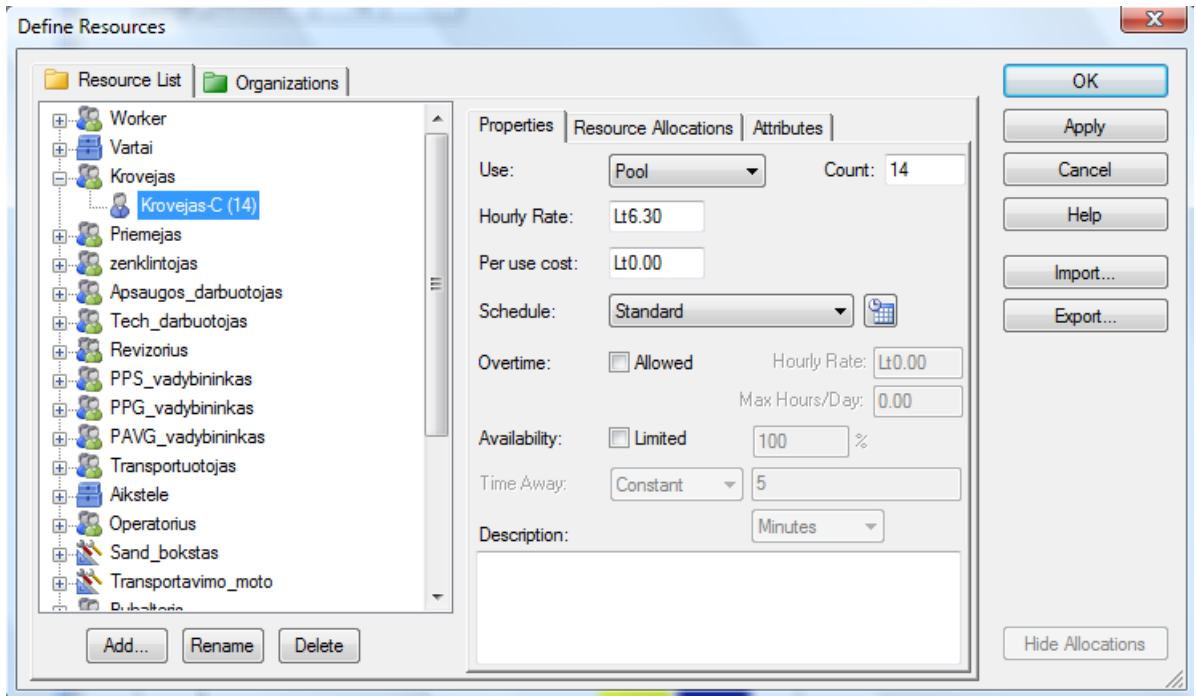 Define Resources
Resource List Organizations
Worker
Vartai
Krovejas
Krovejas-C (14)
Priemejas
zenklintojas
Apsaugos_darbuotojas
Tech_darbuotojas
Revizorius
PPS_vadybininkas
PPG_vadybininkas
PAVG_vadybininkas
Transportuotojas
Aikstele
Operatorius
Sand_bokstas
Transportavimo_moto
Add... Rename Delete
Properties Resource Allocations Attributes
Use: Pool Count: 14
Hourly Rate: Lt6.30
Per use cost: Lt0.00
Schedule: Standard
Overtime: Allowed Hourly Rate: Lt0.00
Max Hours/Day: 0.00
Availability: Limited 100 %
Time Away: Constant 5
Minutes
Description:
OK
Apply
Cancel
Help
Import...
Export...
Hide Allocations